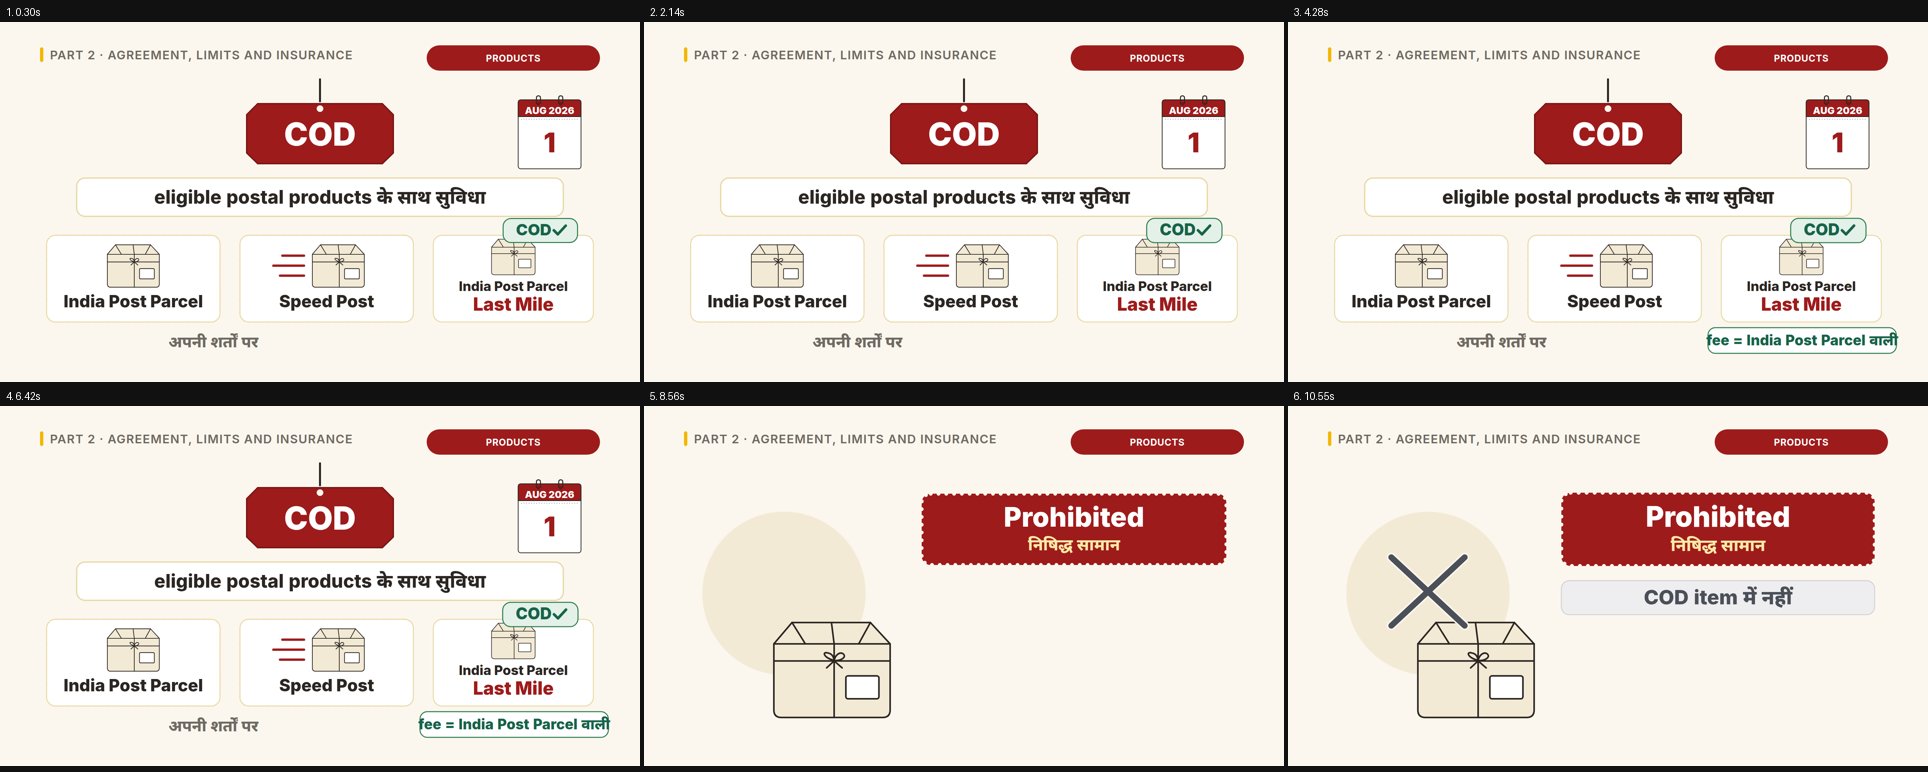 1. 0.30s
PART 2 · AGREEMENT, LIMITS AND INSURANCE
PRODUCTS
COD
AUG 2026
1
eligible postal products के साथ सुविधा
COD✓
India Post Parcel
Speed Post
India Post Parcel
Last Mile
अपनी शर्तों पर
2. 2.14s
PART 2 · AGREEMENT, LIMITS AND INSURANCE
PRODUCTS
COD
AUG 2026
1
eligible postal products के साथ सुविधा
COD✓
India Post Parcel
Speed Post
India Post Parcel
Last Mile
अपनी शर्तों पर
3. 4.28s
PART 2 · AGREEMENT, LIMITS AND INSURANCE
PRODUCTS
COD
AUG 2026
1
eligible postal products के साथ सुविधा
COD✓
India Post Parcel
Speed Post
India Post Parcel
Last Mile
अपनी शर्तों पर
fee = India Post Parcel वाली
4. 6.42s
PART 2 · AGREEMENT, LIMITS AND INSURANCE
PRODUCTS
COD
AUG 2026
1
eligible postal products के साथ सुविधा
COD✓
India Post Parcel
Speed Post
India Post Parcel
Last Mile
अपनी शर्तों पर
fee = India Post Parcel वाली
5. 8.56s
PART 2 · AGREEMENT, LIMITS AND INSURANCE
PRODUCTS
Prohibited
निषिद्ध सामान
6. 10.55s
PART 2 · AGREEMENT, LIMITS AND INSURANCE
PRODUCTS
Prohibited
निषिद्ध सामान
COD item में नहीं